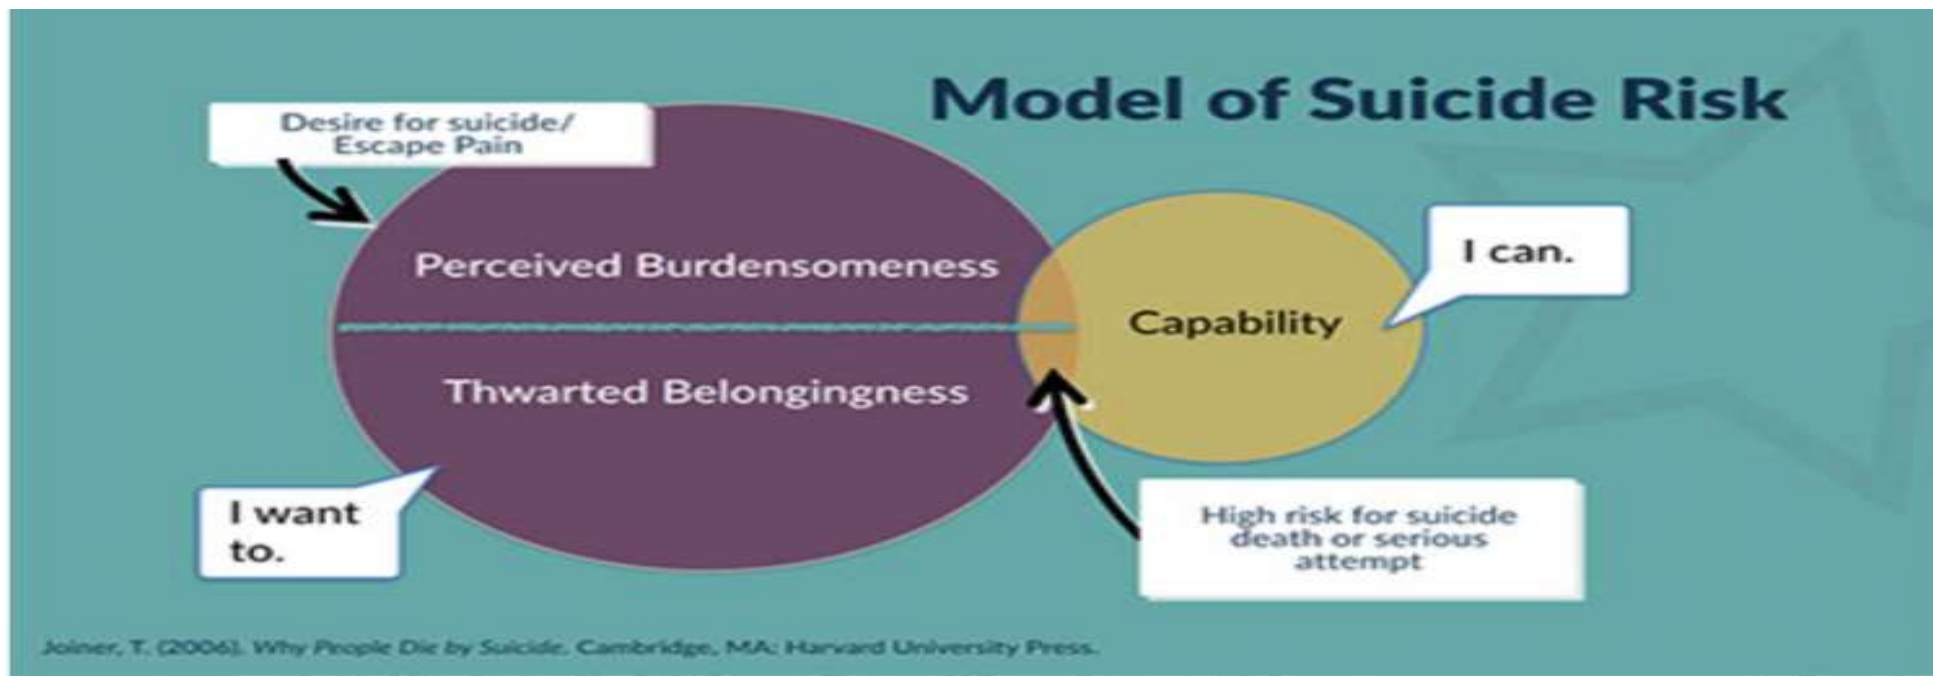 Model of Suicide Risk
Desire for suicide/
Escape Pain
Perceived Burdensomeness
I can.
Capability
Thwarted Belongingness
I want
to.
High risk for suicide
death or serious
attempt
Joiner, T. (2006). Why People Die by Suicide. Cambridge, MA: Harvard University Press.